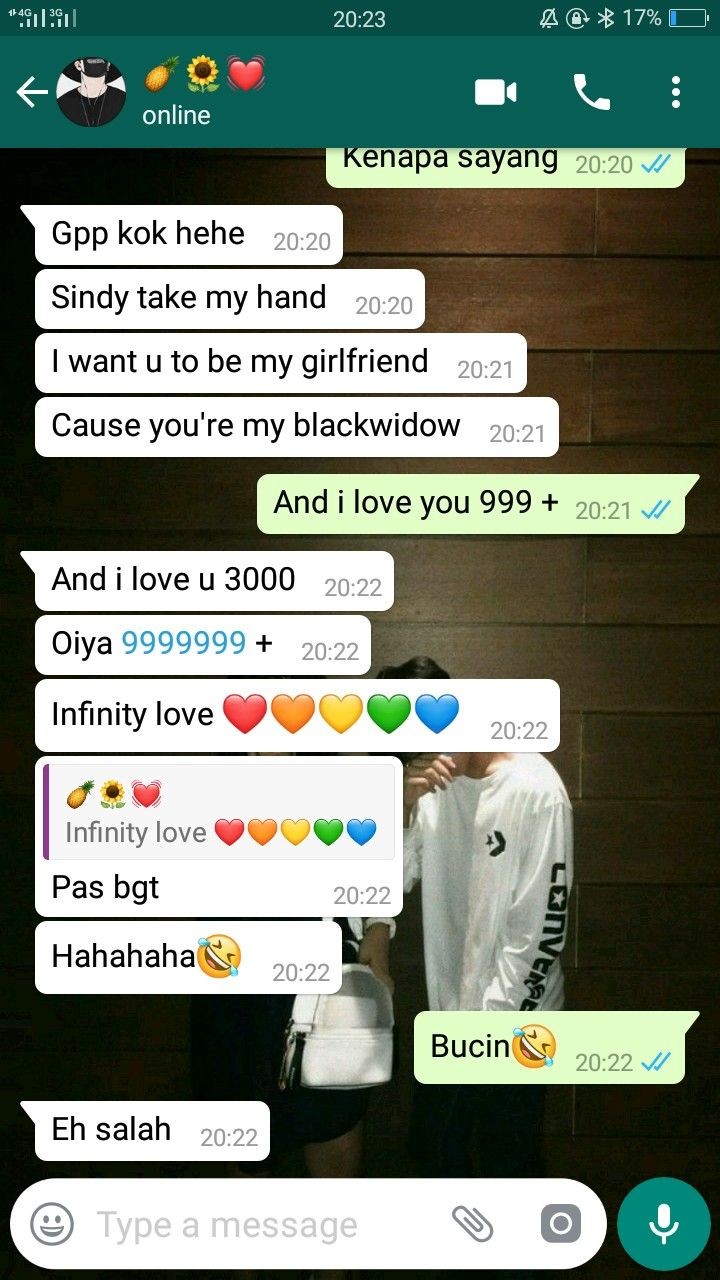 4G 3G 20:23 17%
🍍🌻💓
online
Kenapa sayang 20:20
Gpp kok hehe 20:20
Sindy take my hand 20:20
I want u to be my girlfriend 20:21
Cause you're my blackwidow 20:21
And i love you 999 + 20:21
And i love u 3000 20:22
Oiya 9999999 + 20:22
Infinity love ❤️🧡💛💚💙 20:22
🍍🌻💓
Infinity love ❤️🧡💛💚💙
Pas bgt 20:22
Hahahaha🤣 20:22
Bucin🤣 20:22
Eh salah 20:22
Type a message
CONVERSE